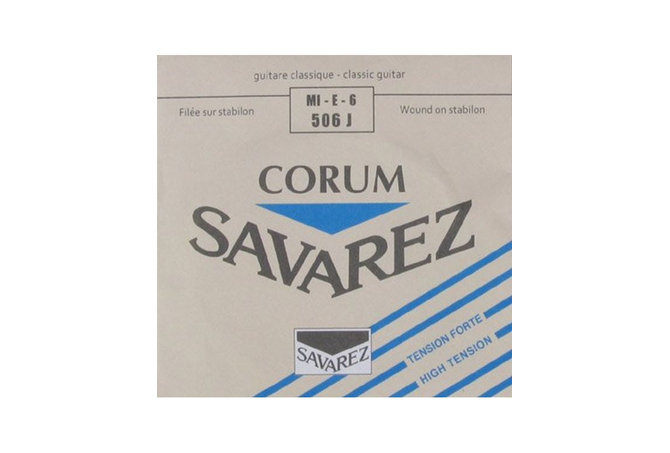 guitare classique - classic guitar
MI - E - 6
506 J
Filée sur stabilon
Wound on stabilon
CORUM
SAVAREZ
TENSION FORTE
HIGH TENSION
SAVAREZ